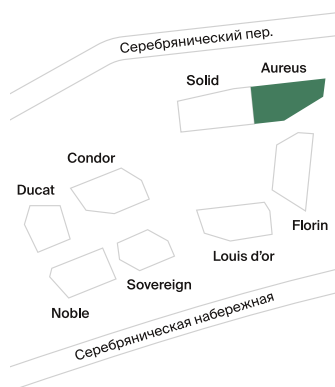 Серебрянический пер.
Aureus
Solid
Condor
Ducat
Florin
Louis d'or
Sovereign
Noble
Серебряническая набережная